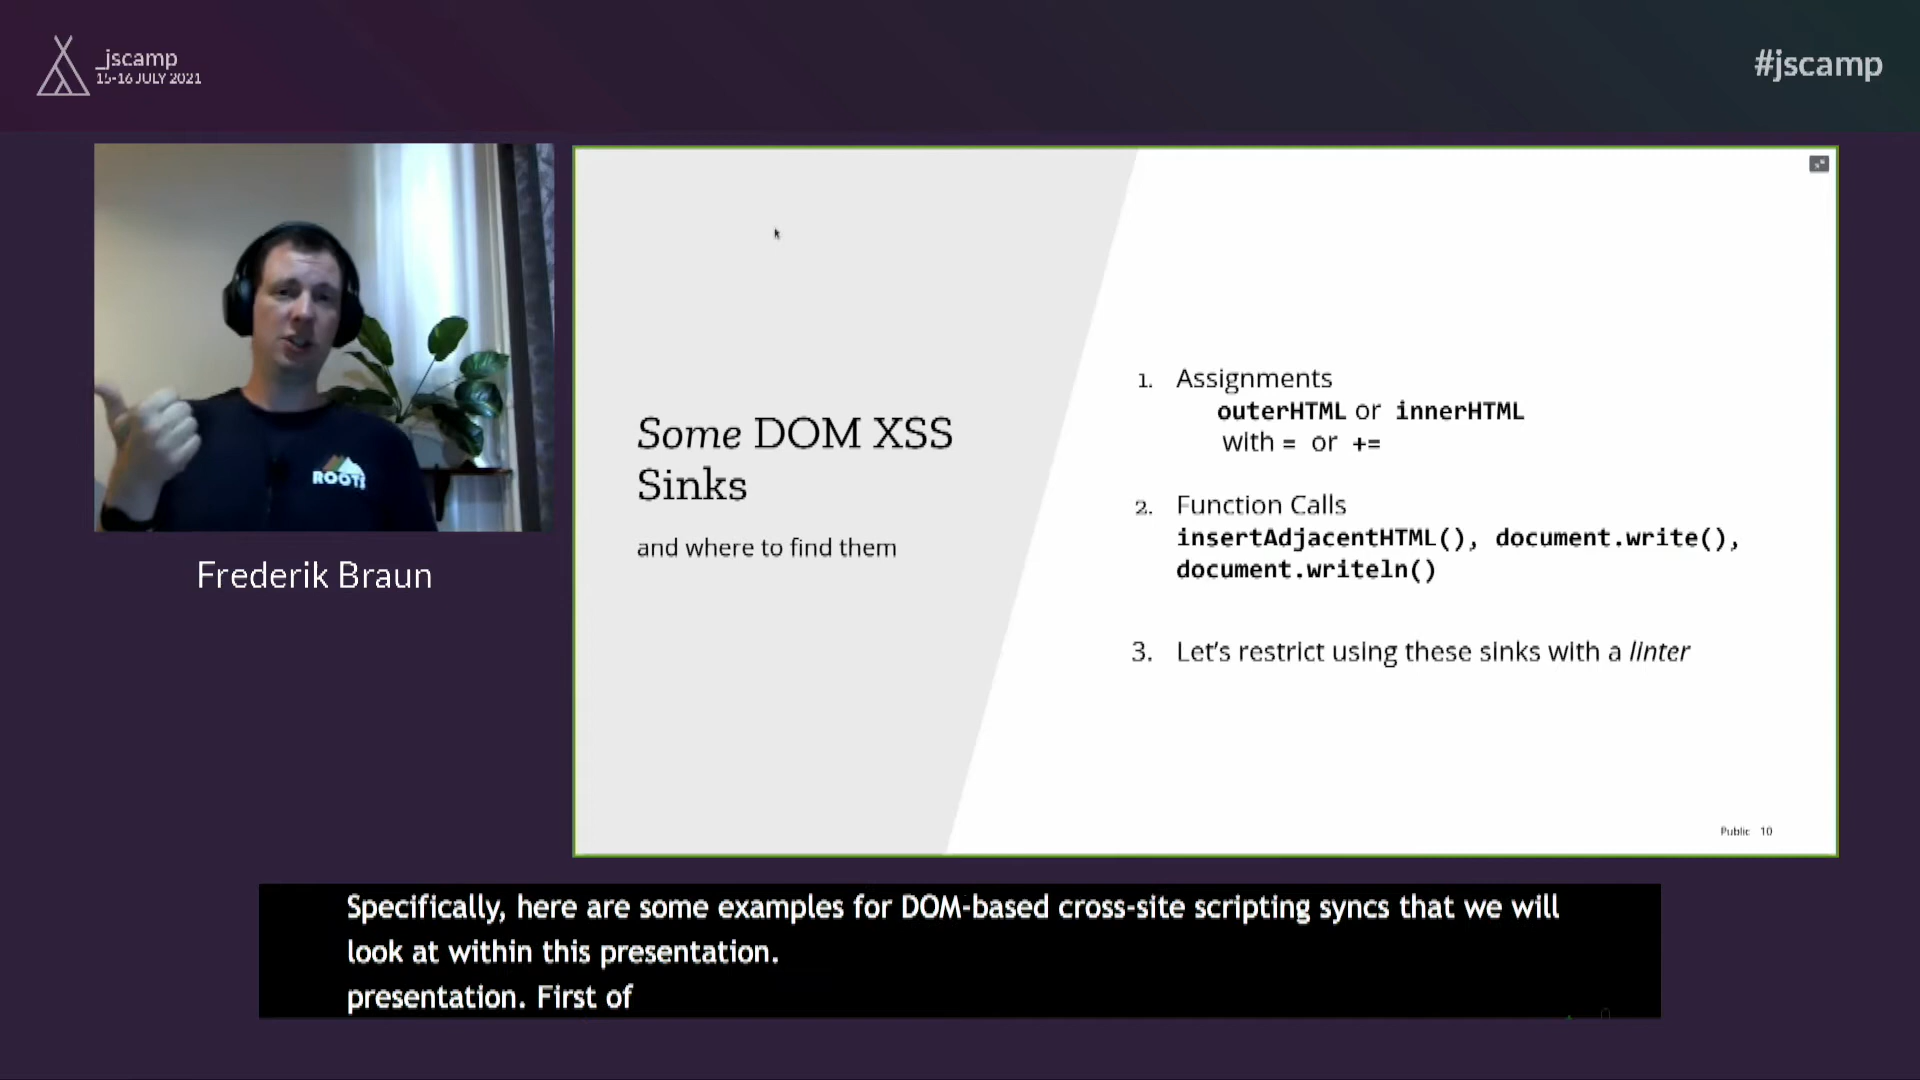 _jscamp
15-16 JULY 2021
#jscamp
ROOTS
Frederik Braun
Some DOM XSS
Sinks
and where to find them
1. Assignments
outerHTML or innerHTML
with = or +=
2. Function Calls
insertAdjacentHTML(), document.write(),
document.writeln()
3. Let's restrict using these sinks with a linter
Public 10
Specifically, here are some examples for DOM-based cross-site scripting syncs that we will
look at within this presentation.
presentation. First of